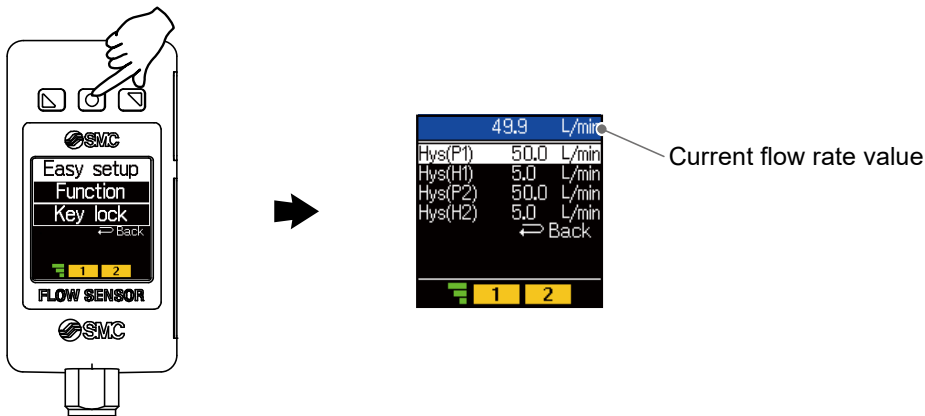 SMC
Easy setup
Function
Key lock
Back
1 2
FLOW SENSOR
SMC
49.9 L/min
Hys(P1) 50.0 L/min
Hys(H1) 5.0 L/min
Hys(P2) 50.0 L/min
Hys(H2) 5.0 L/min
Back
1 2
Current flow rate value